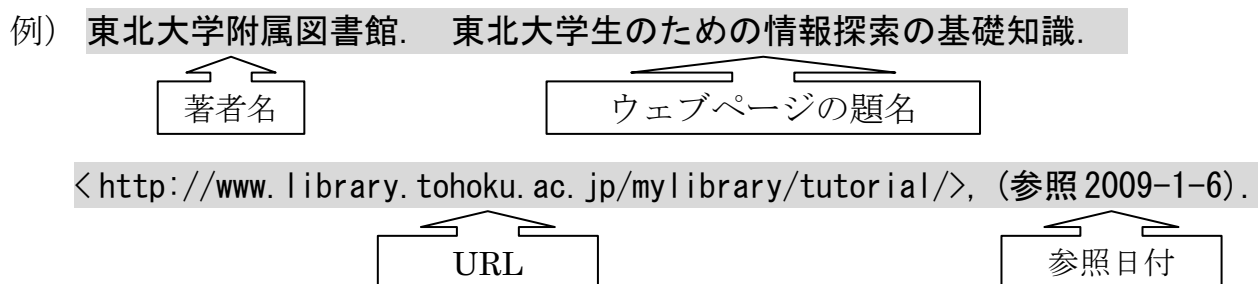 例） 東北大学附属図書館. 東北大学生のための情報探索の基礎知識.
著者名 ウェブページの題名
<http://www.library.tohoku.ac.jp/mylibrary/tutorial/>, (参照 2009-1-6).
URL 参照日付